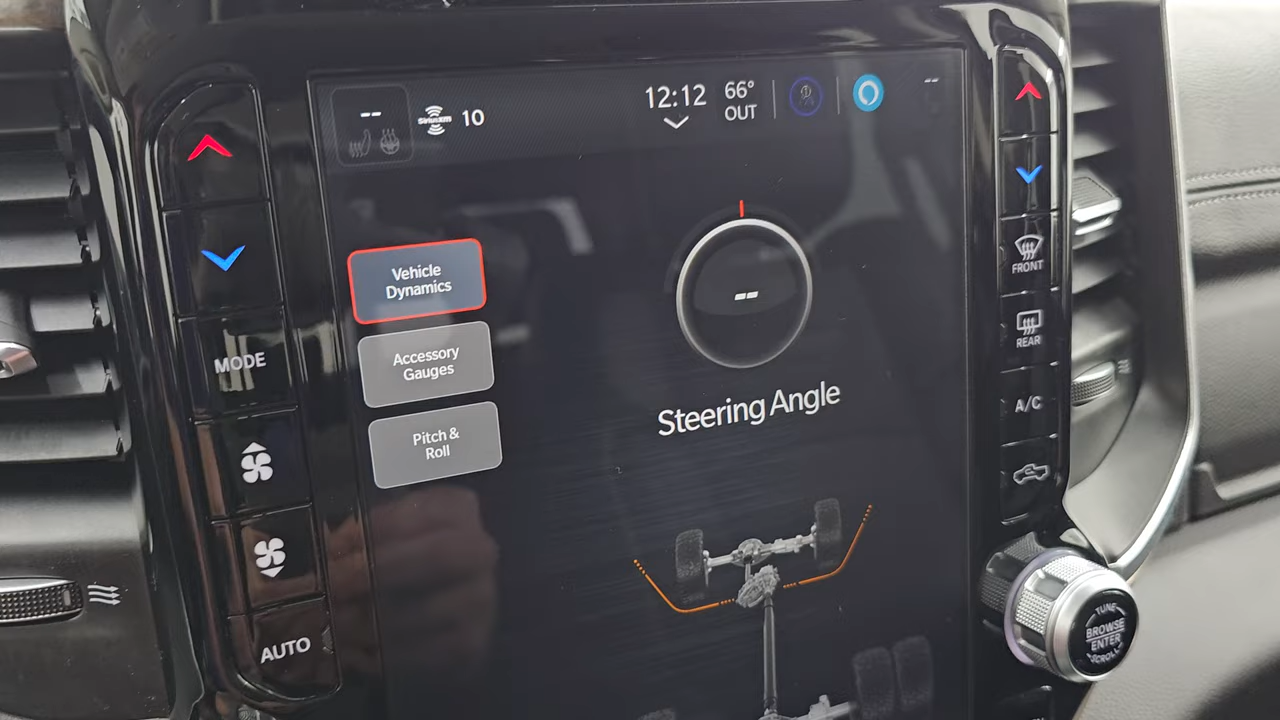 --
SiriusXM 10
12:12
66°
OUT
--
Vehicle
Dynamics
Accessory
Gauges
Pitch &
Roll
--
Steering Angle
MODE
AUTO
FRONT
REAR
A/C
TUNE
BROWSE
ENTER
SCROLL